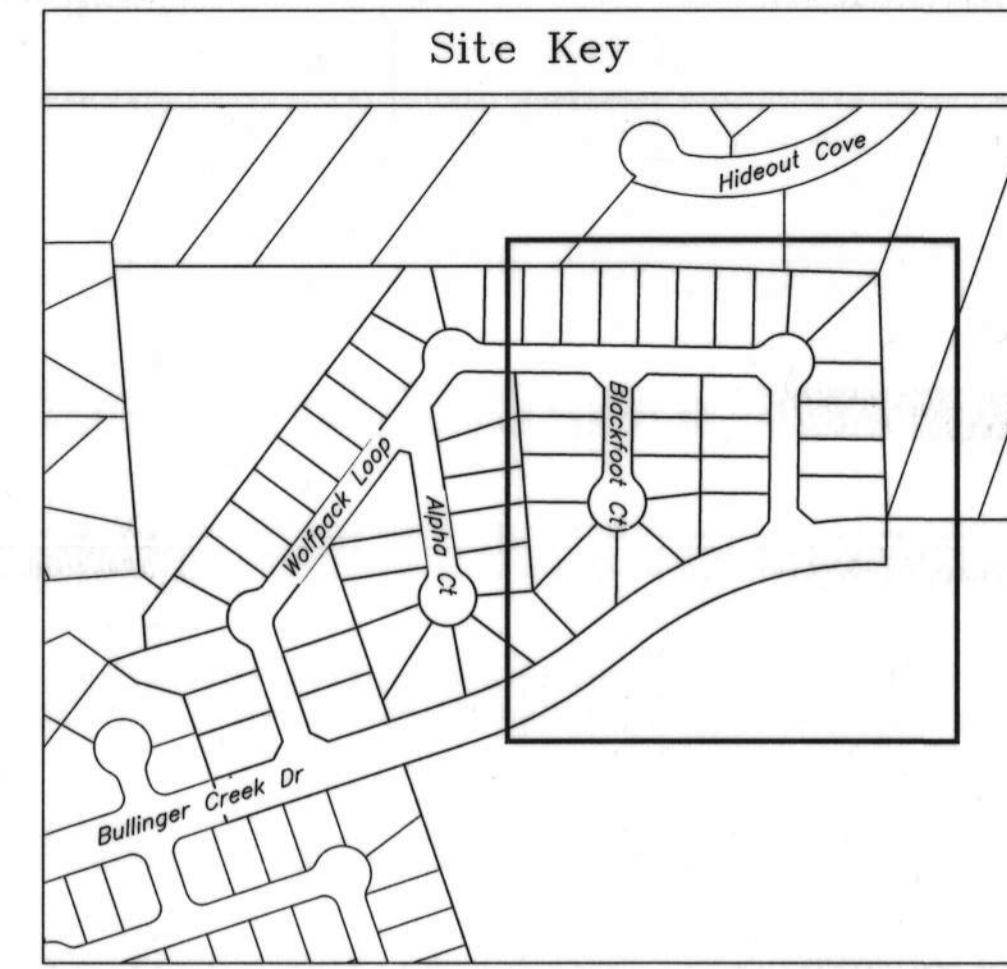 Site Key
Hideout Cove
Blackfoot Ct
Wolfpack Loop
Alpha Ct
Bullinger Creek Dr